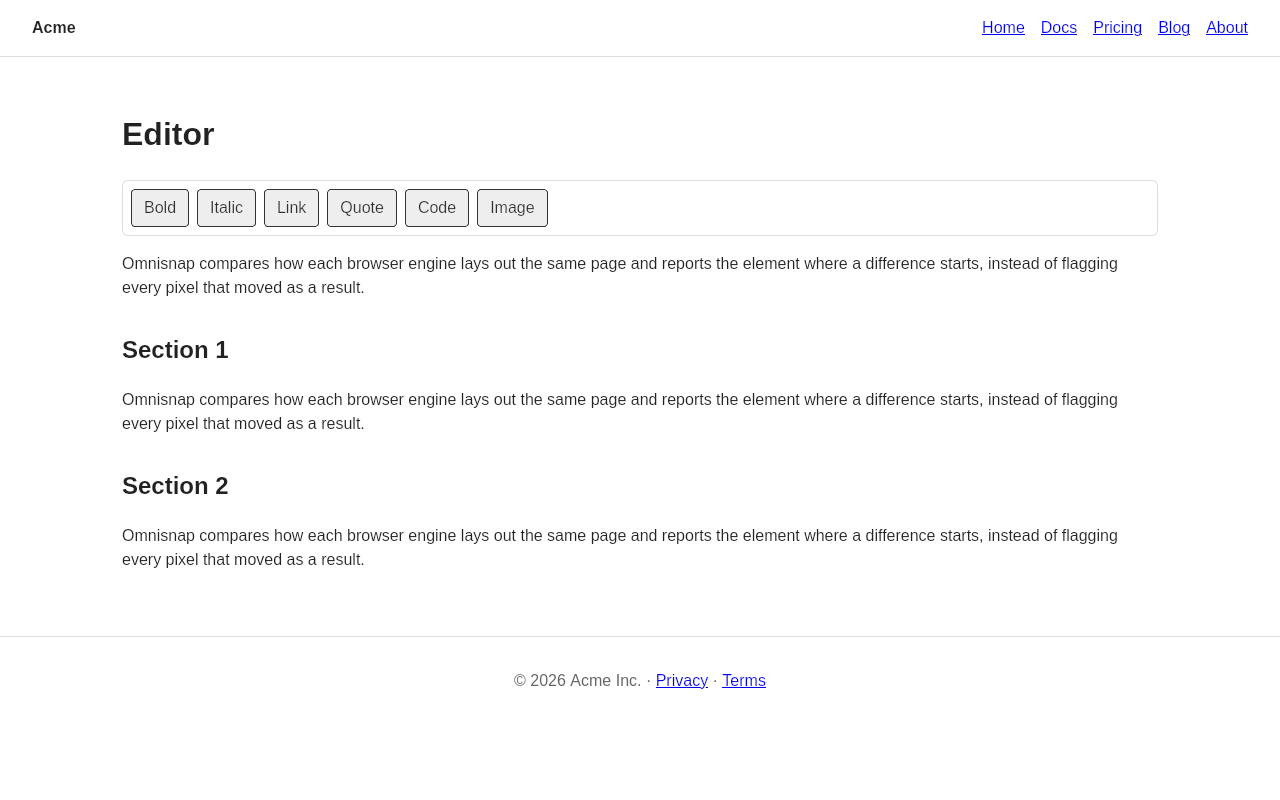 Acme
Home Docs Pricing Blog About
Editor
Bold Italic Link Quote Code Image
Omnisnap compares how each browser engine lays out the same page and reports the element where a difference starts, instead of flagging
every pixel that moved as a result.
Section 1
Omnisnap compares how each browser engine lays out the same page and reports the element where a difference starts, instead of flagging
every pixel that moved as a result.
Section 2
Omnisnap compares how each browser engine lays out the same page and reports the element where a difference starts, instead of flagging
every pixel that moved as a result.
© 2026 Acme Inc. · Privacy · Terms